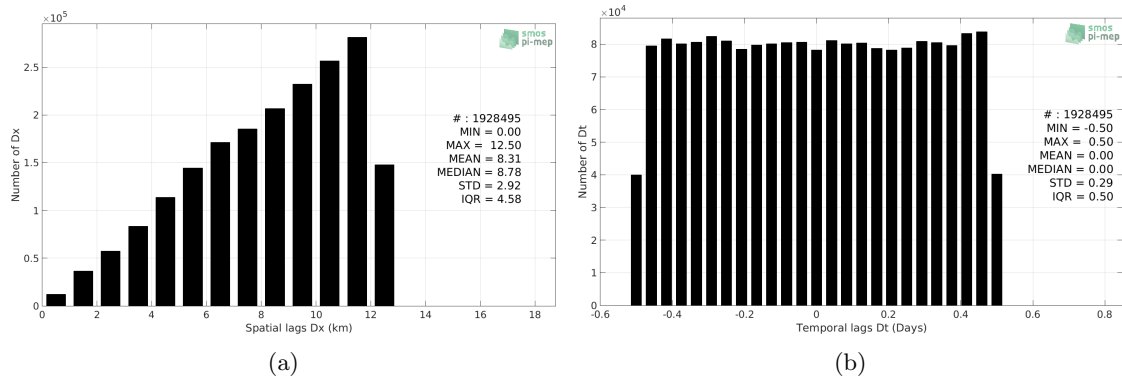 ×10⁵
smos
pi-mep
2.5
2
1.5
1
0.5
0
Number of Dx
# : 1928495
MIN = 0.00
MAX = 12.50
MEAN = 8.31
MEDIAN = 8.78
STD = 2.92
IQR = 4.58
0 2 4 6 8 10 12 14 16 18
Spatial lags Dx (km)
(a)
×10⁴
smos
pi-mep
8
7
6
5
4
3
2
1
0
Number of Dt
# : 1928495
MIN = -0.50
MAX = 0.50
MEAN = 0.00
MEDIAN = 0.00
STD = 0.29
IQR = 0.50
-0.6 -0.4 -0.2 0 0.2 0.4 0.6 0.8
Temporal lags Dt (Days)
(b)